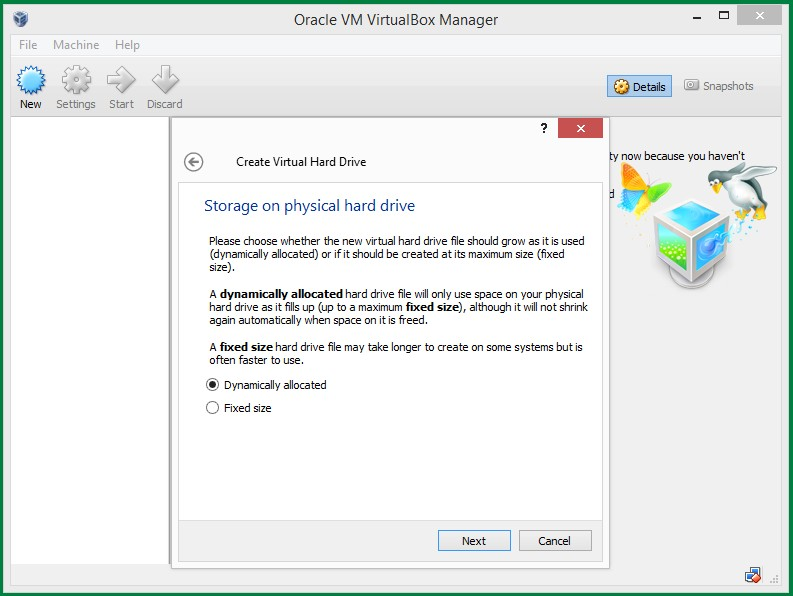 Oracle VM VirtualBox Manager
File Machine Help
New Settings Start Discard
Details Snapshots
?
Create Virtual Hard Drive
ty now because you haven't
d
Storage on physical hard drive
Please choose whether the new virtual hard drive file should grow as it is used
(dynamically allocated) or if it should be created at its maximum size (fixed
size).
A dynamically allocated hard drive file will only use space on your physical
hard drive as it fills up (up to a maximum fixed size), although it will not shrink
again automatically when space on it is freed.
A fixed size hard drive file may take longer to create on some systems but is
often faster to use.
Dynamically allocated
Fixed size
Next Cancel